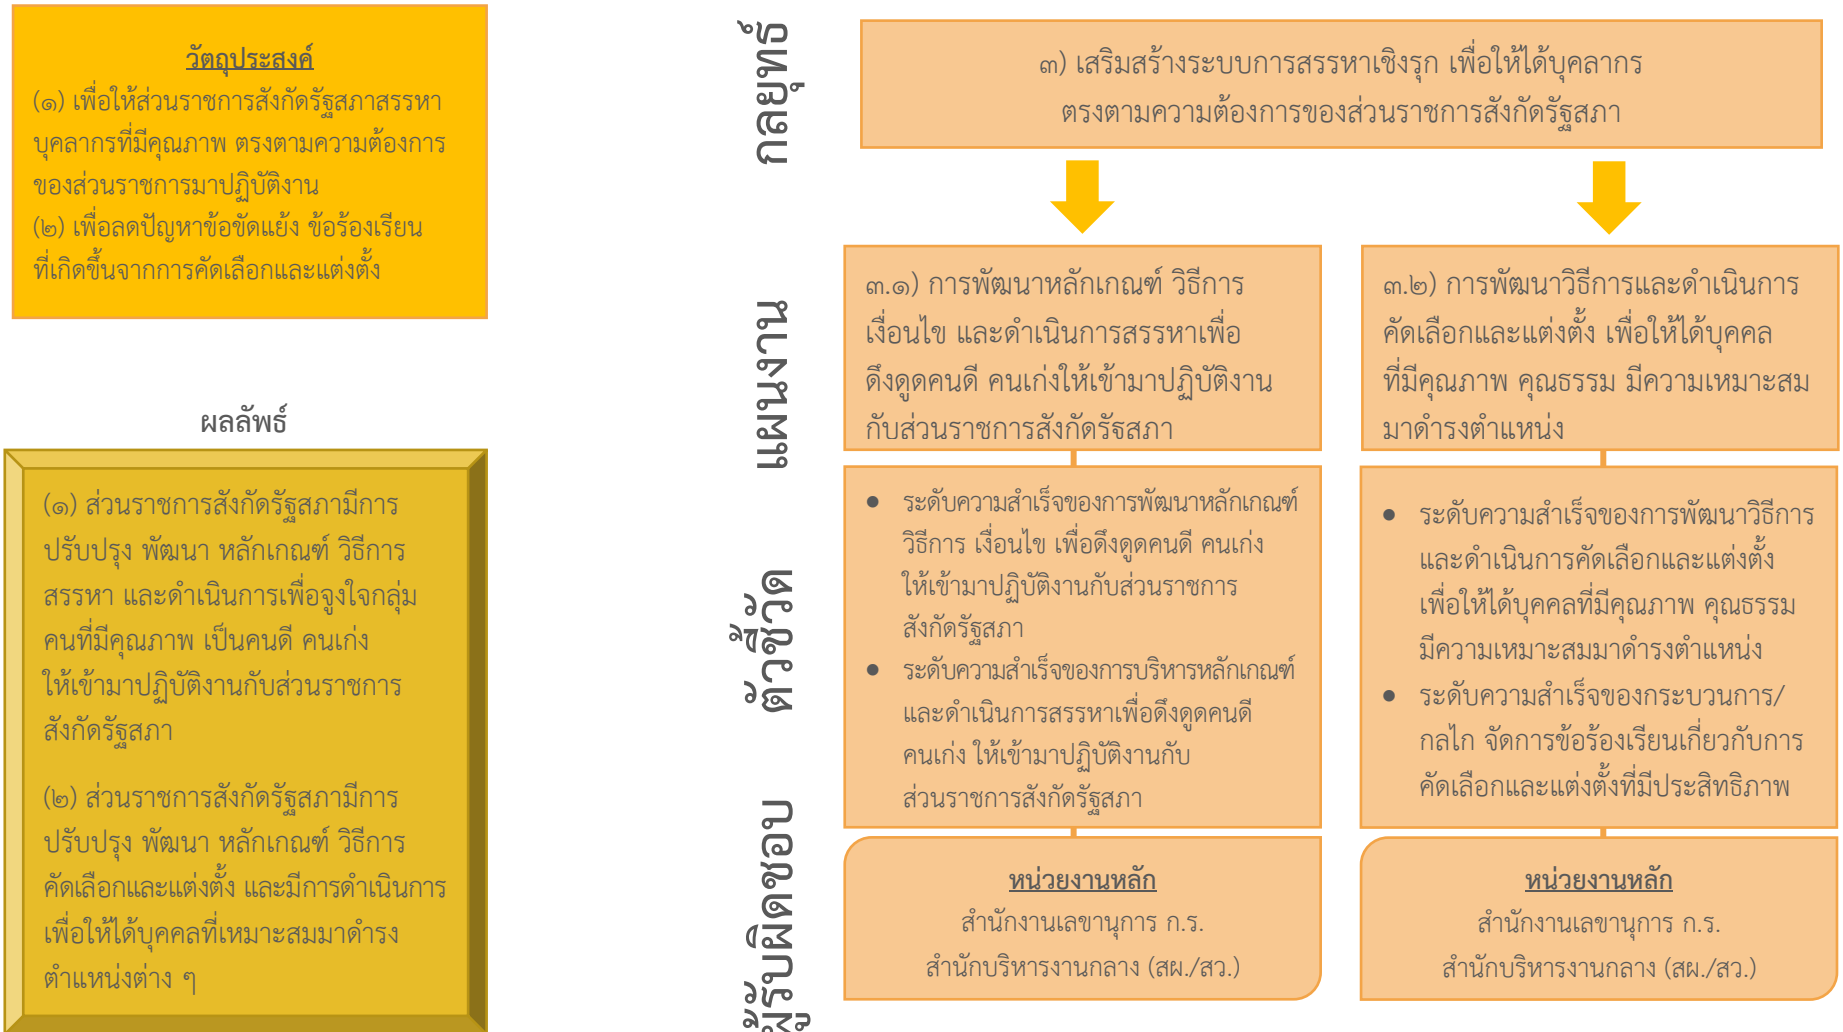 วัตถุประสงค์
(๑) เพื่อให้ส่วนราชการสังกัดรัฐสภาสรรหา
บุคลากรที่มีคุณภาพ ตรงตามความต้องการ
ของส่วนราชการมาปฏิบัติงาน
(๒) เพื่อลดปัญหาข้อขัดแย้ง ข้อร้องเรียน
ที่เกิดขึ้นจากการคัดเลือกและแต่งตั้ง
ผลลัพธ์
(๑) ส่วนราชการสังกัดรัฐสภามีการ
ปรับปรุง พัฒนา หลักเกณฑ์ วิธีการ
สรรหา และดำเนินการเพื่อจูงใจกลุ่ม
คนที่มีคุณภาพ เป็นคนดี คนเก่ง
ให้เข้ามาปฏิบัติงานกับส่วนราชการ
สังกัดรัฐสภา
(๒) ส่วนราชการสังกัดรัฐสภามีการ
ปรับปรุง พัฒนา หลักเกณฑ์ วิธีการ
คัดเลือกและแต่งตั้ง และมีการดำเนินการ
เพื่อให้ได้บุคคลที่เหมาะสมมาดำรง
ตำแหน่งต่าง ๆ
กลยุทธ์
๓) เสริมสร้างระบบการสรรหาเชิงรุก เพื่อให้ได้บุคลากร
ตรงตามความต้องการของส่วนราชการสังกัดรัฐสภา
แผนงาน
๓.๑) การพัฒนาหลักเกณฑ์ วิธีการ
เงื่อนไข และดำเนินการสรรหาเพื่อ
ดึงดูดคนดี คนเก่งให้เข้ามาปฏิบัติงาน
กับส่วนราชการสังกัดรัฐสภา
๓.๒) การพัฒนาวิธีการและดำเนินการ
คัดเลือกและแต่งตั้ง เพื่อให้ได้บุคคล
ที่มีคุณภาพ คุณธรรม มีความเหมาะสม
มาดำรงตำแหน่ง
ตัวชี้วัด
● ระดับความสำเร็จของการพัฒนาหลักเกณฑ์
วิธีการ เงื่อนไข เพื่อดึงดูดคนดี คนเก่ง
ให้เข้ามาปฏิบัติงานกับส่วนราชการ
สังกัดรัฐสภา
● ระดับความสำเร็จของการบริหารหลักเกณฑ์
และดำเนินการสรรหาเพื่อดึงดูดคนดี
คนเก่ง ให้เข้ามาปฏิบัติงานกับ
ส่วนราชการสังกัดรัฐสภา
● ระดับความสำเร็จของการพัฒนาวิธีการ
และดำเนินการคัดเลือกและแต่งตั้ง
เพื่อให้ได้บุคคลที่มีคุณภาพ คุณธรรม
มีความเหมาะสมมาดำรงตำแหน่ง
● ระดับความสำเร็จของกระบวนการ/
กลไก จัดการข้อร้องเรียนเกี่ยวกับการ
คัดเลือกและแต่งตั้งที่มีประสิทธิภาพ
ผู้รับผิดชอบ
หน่วยงานหลัก
สำนักงานเลขานุการ ก.ร.
สำนักบริหารงานกลาง (สผ./สว.)
หน่วยงานหลัก
สำนักงานเลขานุการ ก.ร.
สำนักบริหารงานกลาง (สผ./สว.)